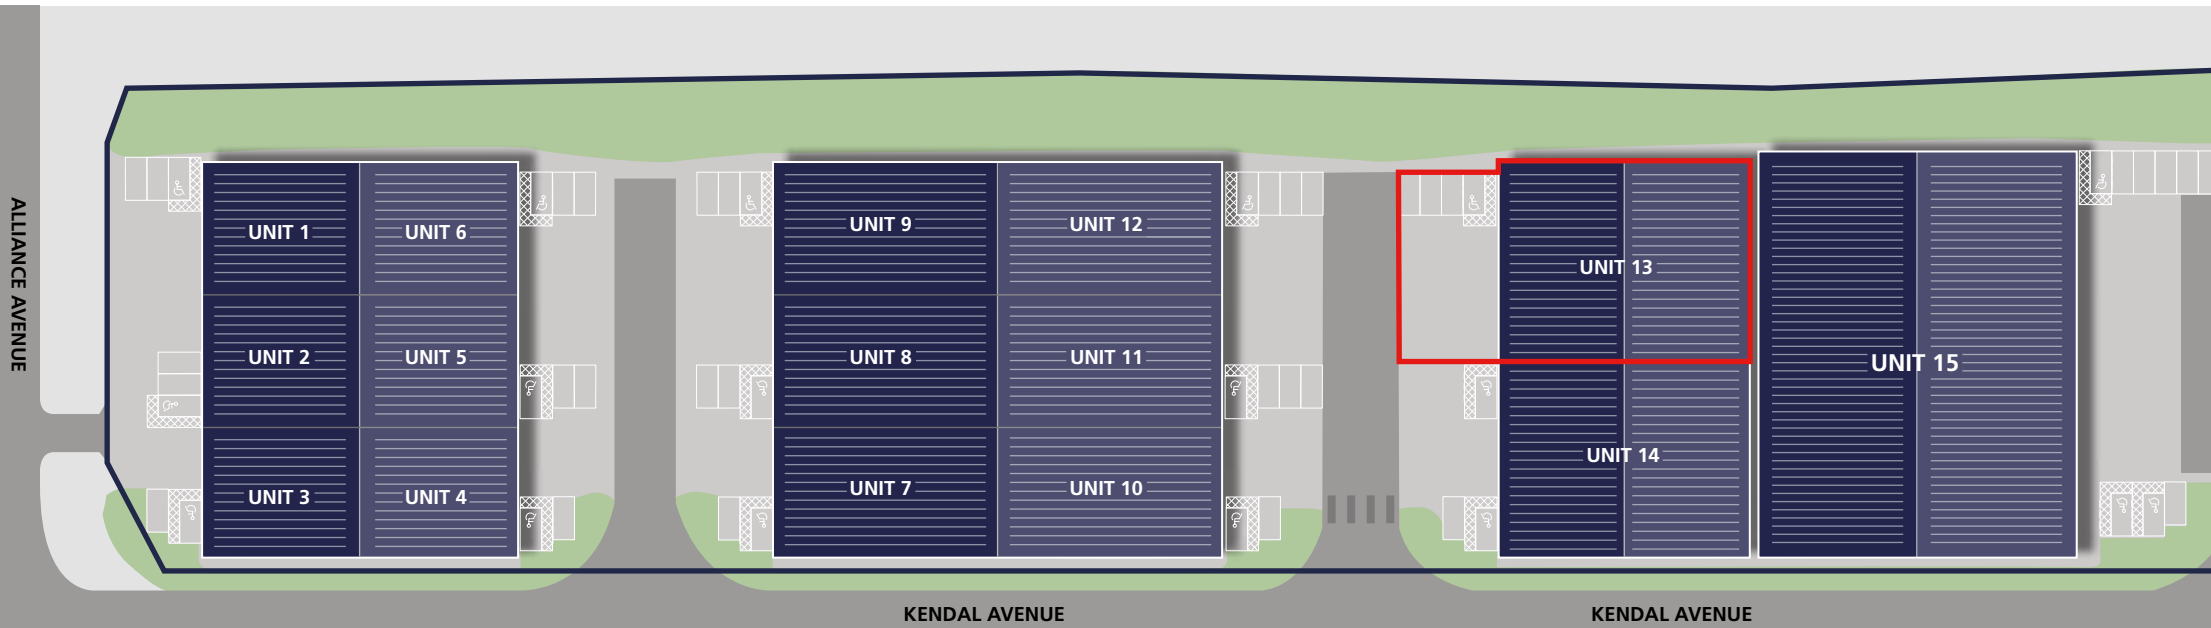 ALLIANCE AVENUE
UNIT 1
UNIT 6
UNIT 2
UNIT 5
UNIT 3
UNIT 4
UNIT 9
UNIT 12
UNIT 8
UNIT 11
UNIT 7
UNIT 10
UNIT 13
UNIT 14
UNIT 15
KENDAL AVENUE
KENDAL AVENUE